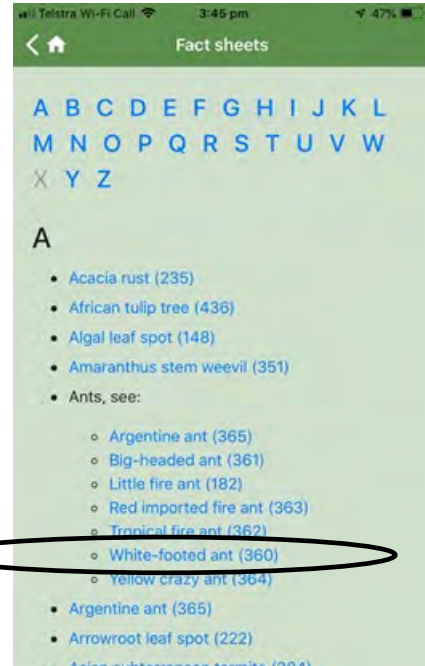 Telstra Wi-Fi Call 3:45 pm 47%
Fact sheets
A B C D E F G H I J K L
M N O P Q R S T U V W
X Y Z
A
Acacia rust (235)
African tulip tree (436)
Algal leaf spot (148)
Amaranthus stem weevil (351)
Ants, see:
Argentine ant (365)
Big-headed ant (361)
Little fire ant (182)
Red imported fire ant (363)
Tropical fire ant (362)
White-footed ant (360)
Yellow crazy ant (364)
Argentine ant (365)
Arrowroot leaf spot (222)
Asian subterranean termite